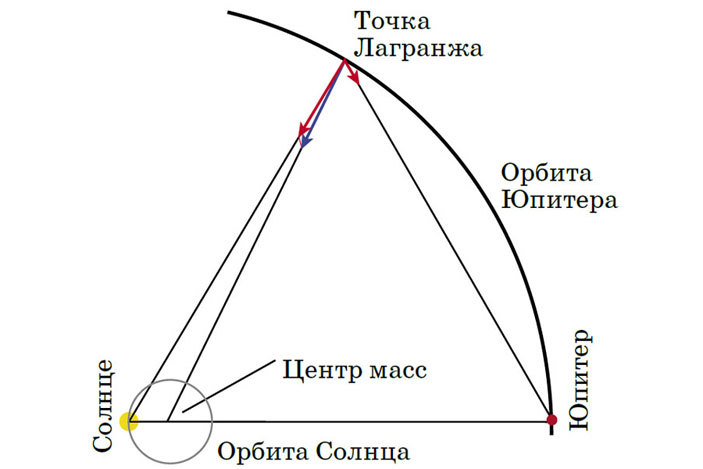 Точка
Лагранжа
Орбита
Юпитера
Юпитер
Центр масс
Солнце
Орбита Солнца